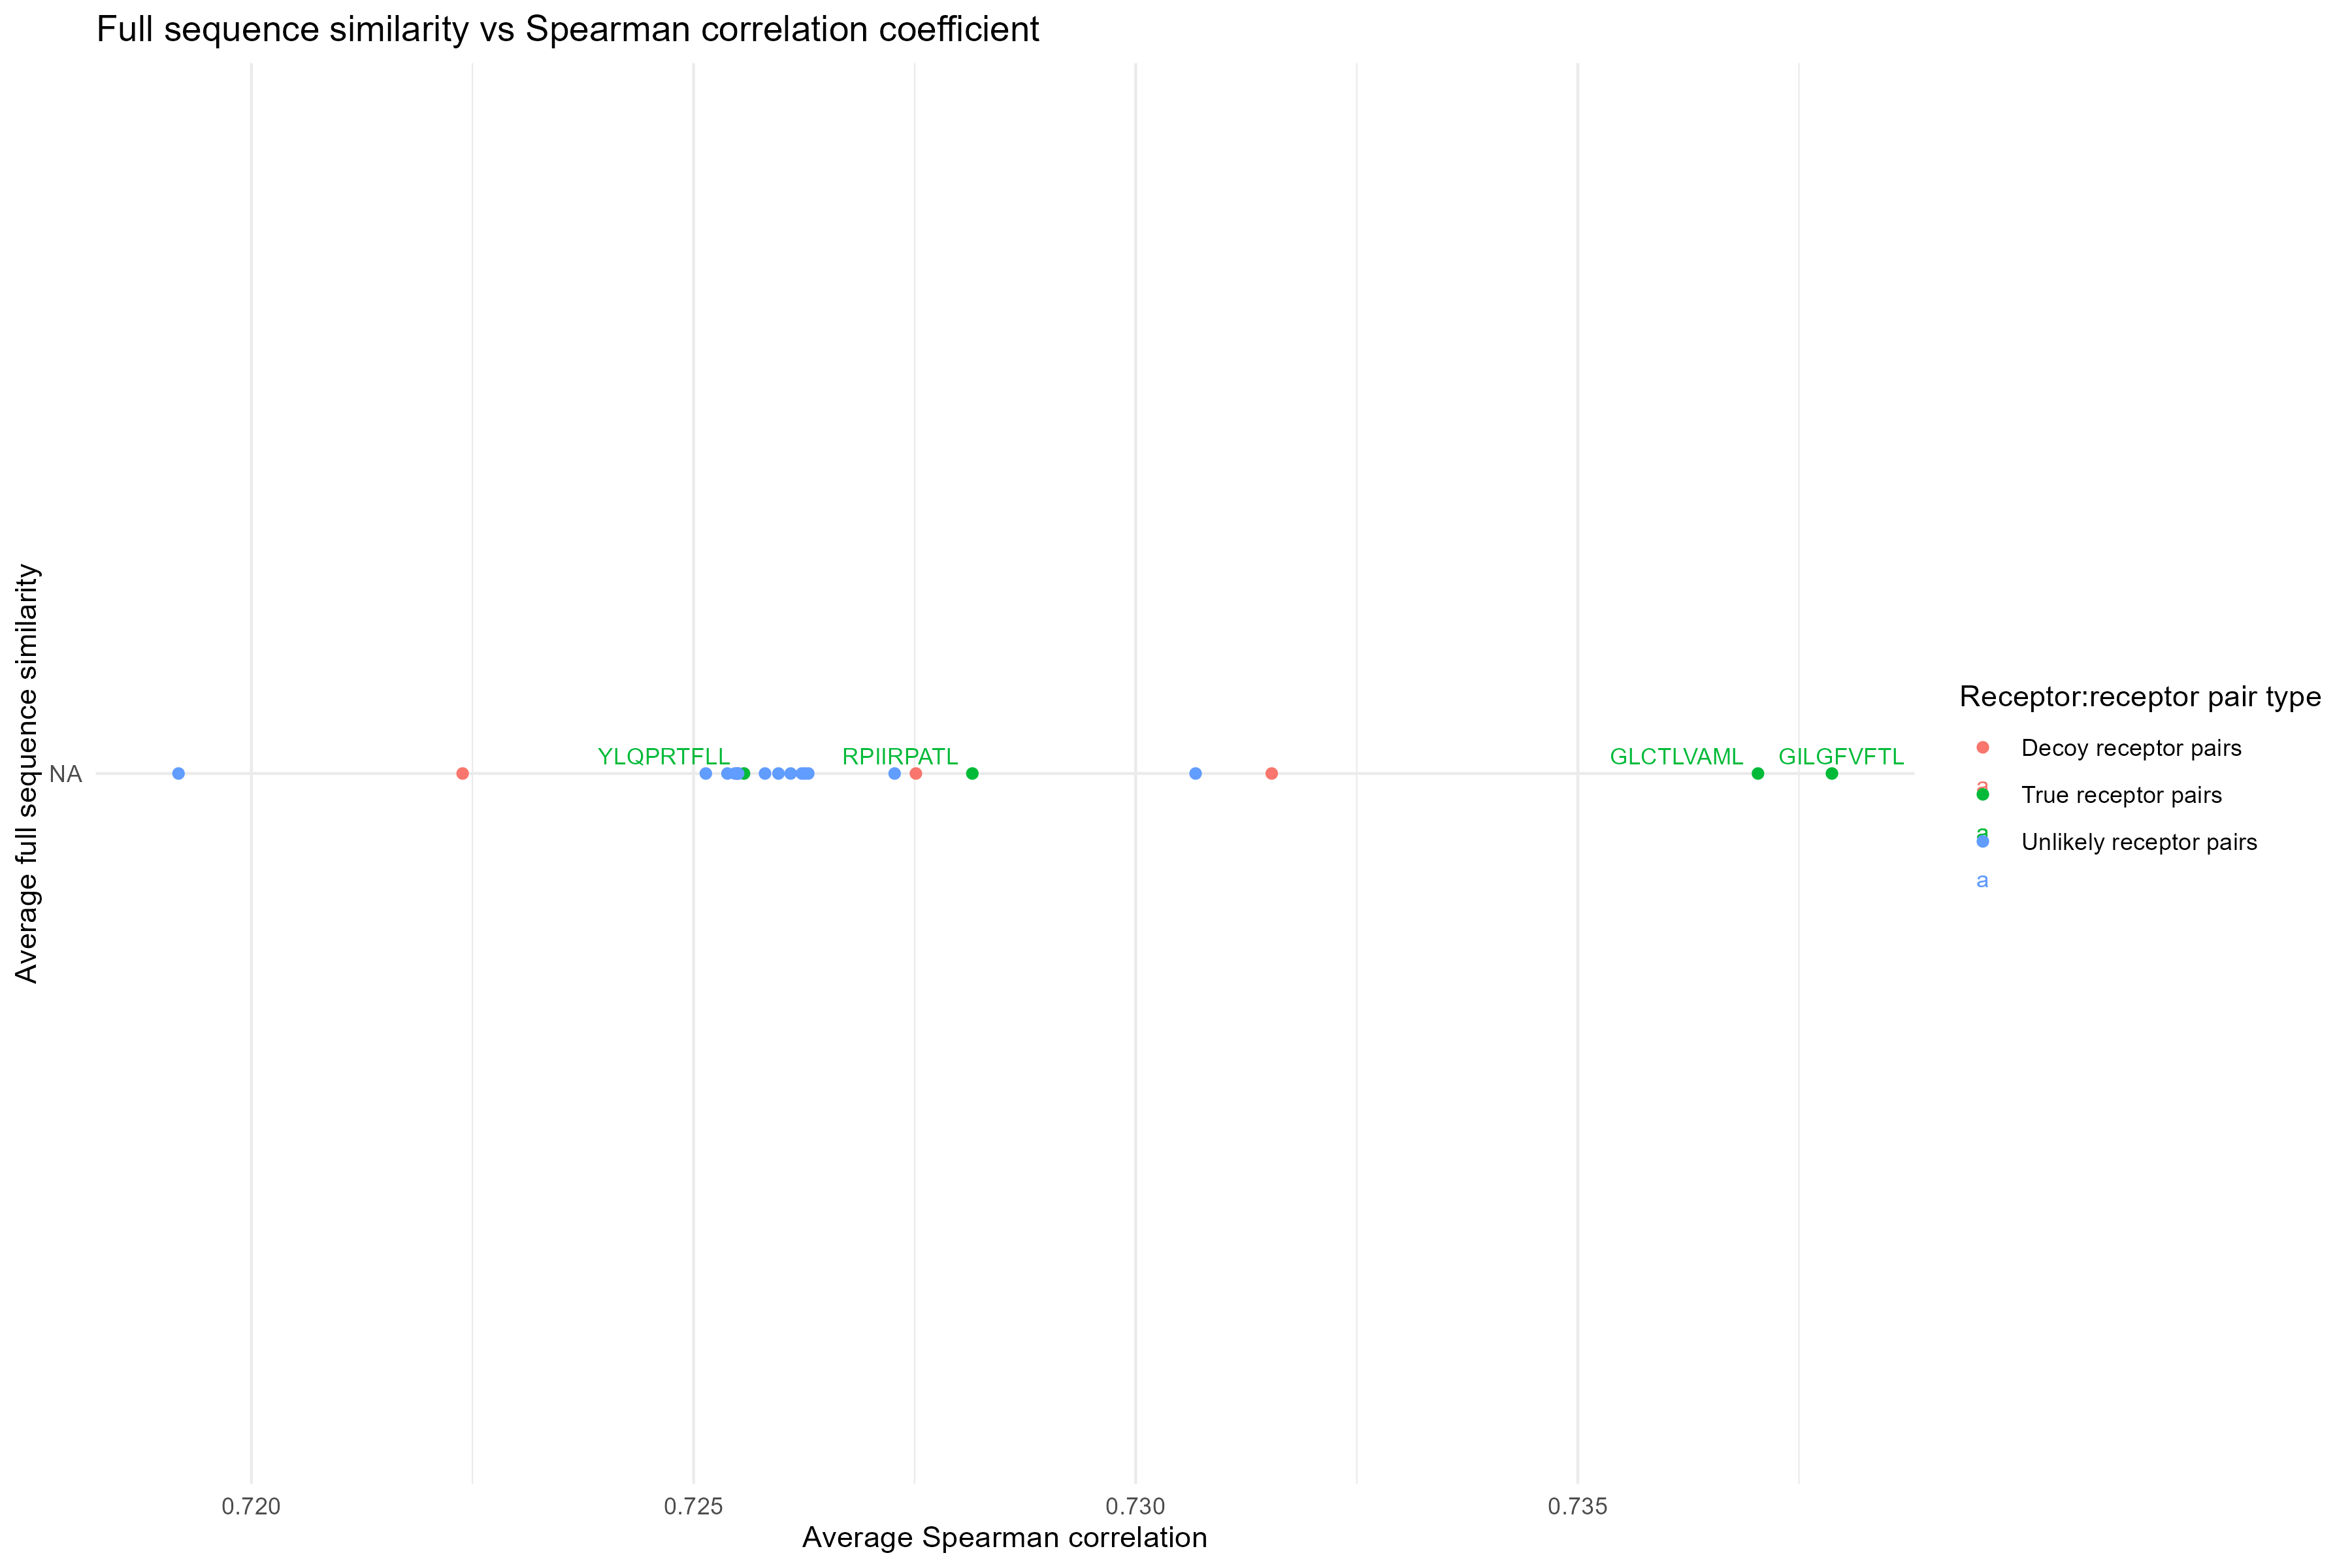 Full sequence similarity vs Spearman correlation coefficient
Average full sequence similarity
NA
YLQPRTFLL
RPIIRPATL
GLCTLVAML
GILGFVFTL
0.720
0.725
0.730
0.735
Average Spearman correlation
Receptor:receptor pair type
Decoy receptor pairs
a
True receptor pairs
a
Unlikely receptor pairs
a